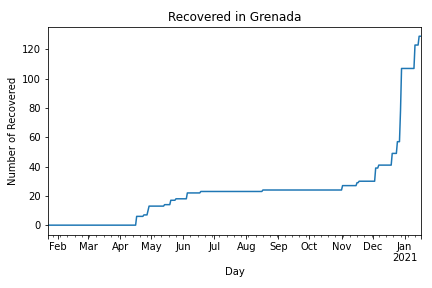 Recovered in Grenada
Number of Recovered
120
100
80
60
40
20
0
Feb Mar Apr May Jun Jul Aug Sep Oct Nov Dec Jan
2021
Day